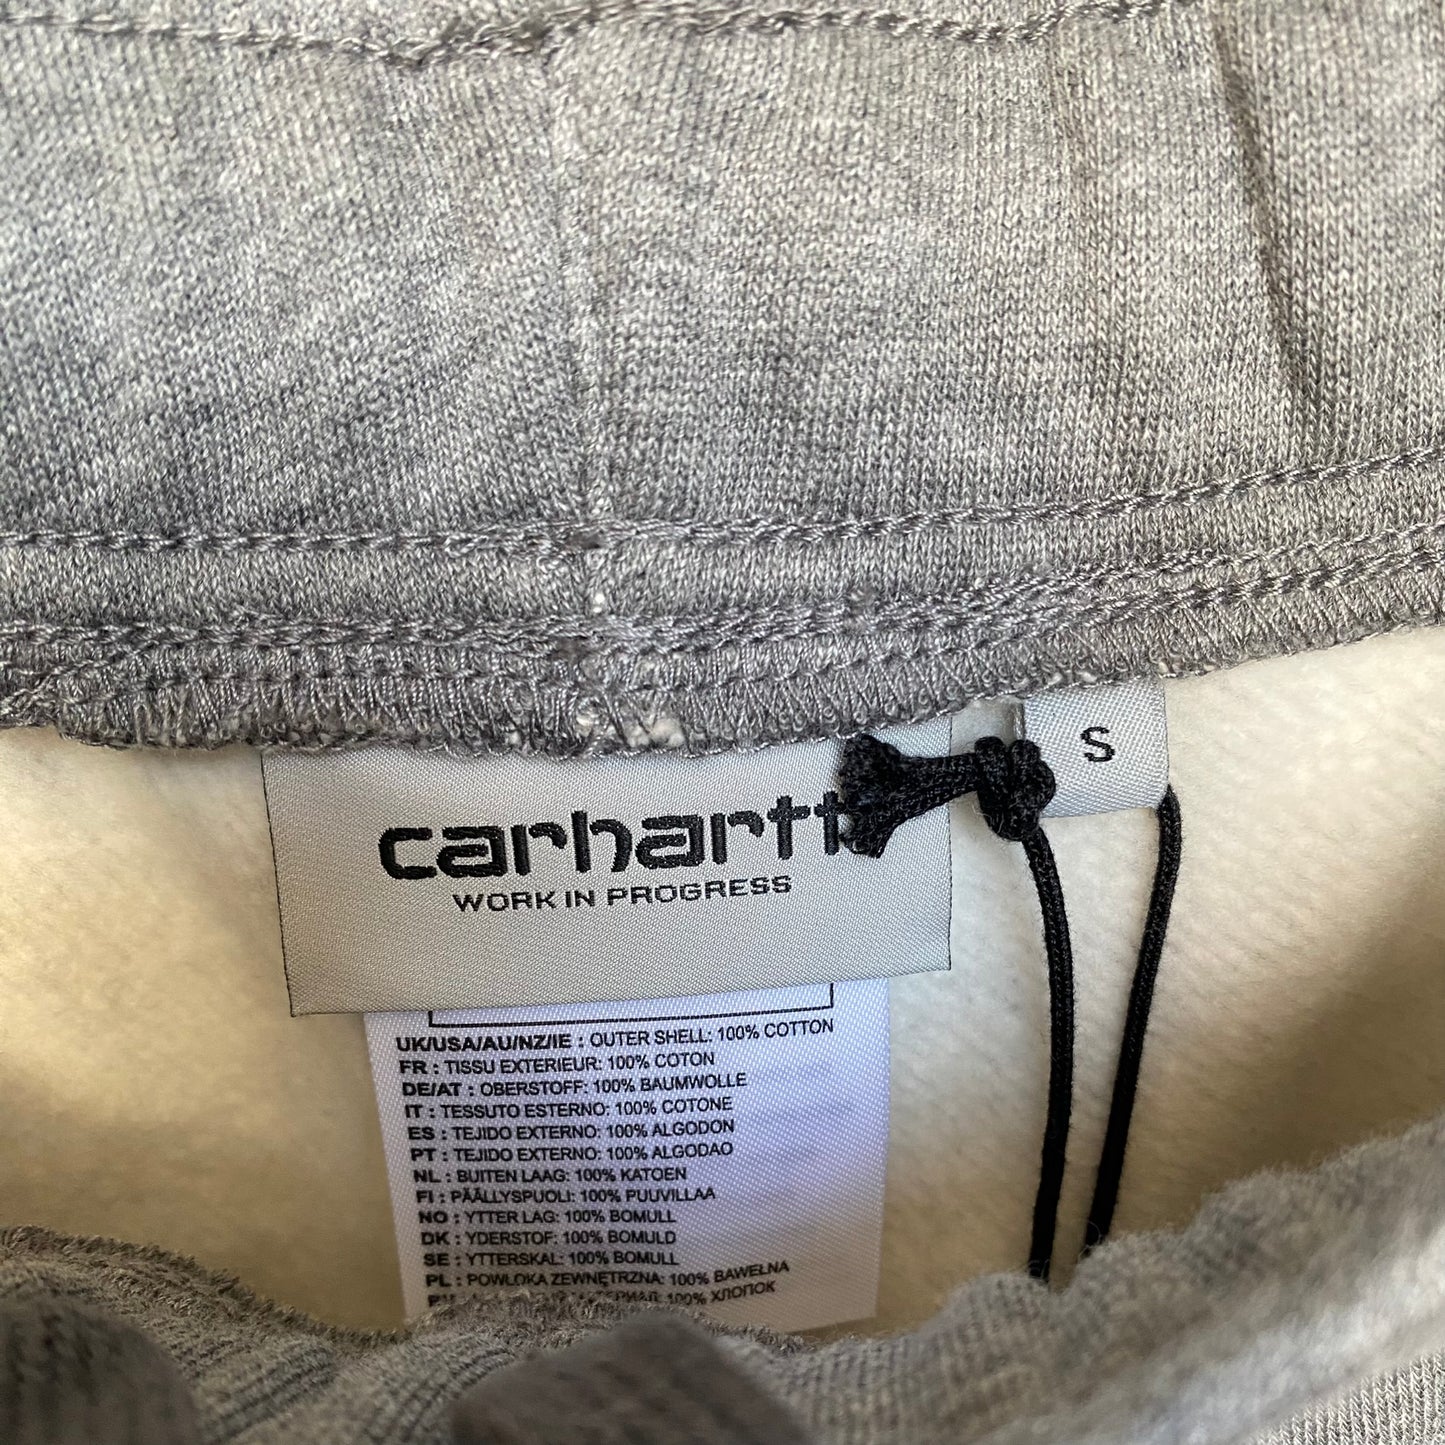 carhartt
WORK IN PROGRESS
S
UK/USA/AU/NZ/IE : OUTER SHELL: 100% COTTON
FR : TISSU EXTERIEUR: 100% COTON
DE/AT : OBERSTOFF: 100% BAUMWOLLE
IT : TESSUTO ESTERNO: 100% COTONE
ES : TEJIDO EXTERNO: 100% ALGODON
PT : TEJIDO EXTERNO: 100% ALGODAO
NL : BUITEN LAAG: 100% KATOEN
FI : PÄÄLLYSPUOLI: 100% PUUVILLAA
NO : YTTER LAG: 100% BOMULL
DK : YDERSTOF: 100% BOMULD
SE : YTTERSKAL: 100% BOMULL
PL : POWŁOKA ZEWNĘTRZNA: 100% BAWEŁNA
100% ХЛОПОК